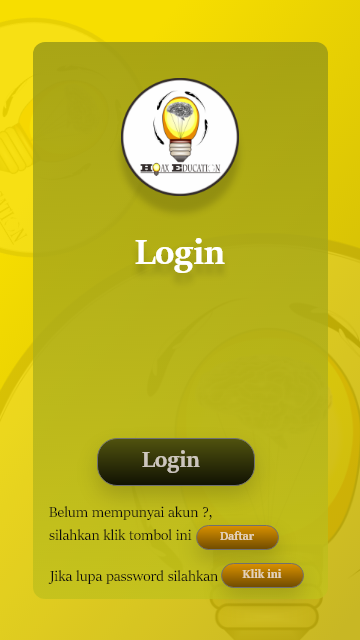 Hoax Education
Login
Login
Belum mempunyai akun ?,
silahkan klik tombol ini
Daftar
Jika lupa password silahkan
Klik ini